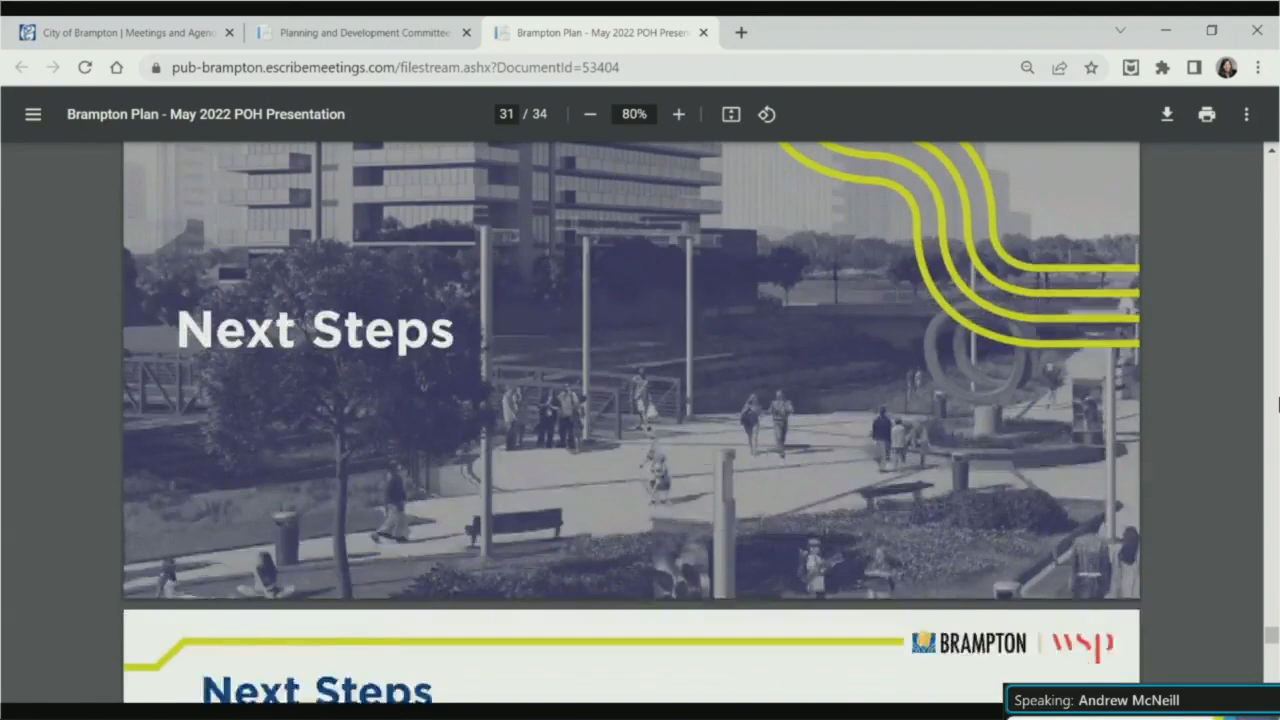 City of Brampton | Meetings and Agen
Planning and Development Committee
Brampton Plan - May 2022 POH Presen
pub-brampton.escribemeetings.com/filestream.ashx?DocumentId=53404
Brampton Plan - May 2022 POH Presentation
31 / 34
80%
Next Steps
BRAMPTON
wsp
Next Steps
Speaking: Andrew McNeill